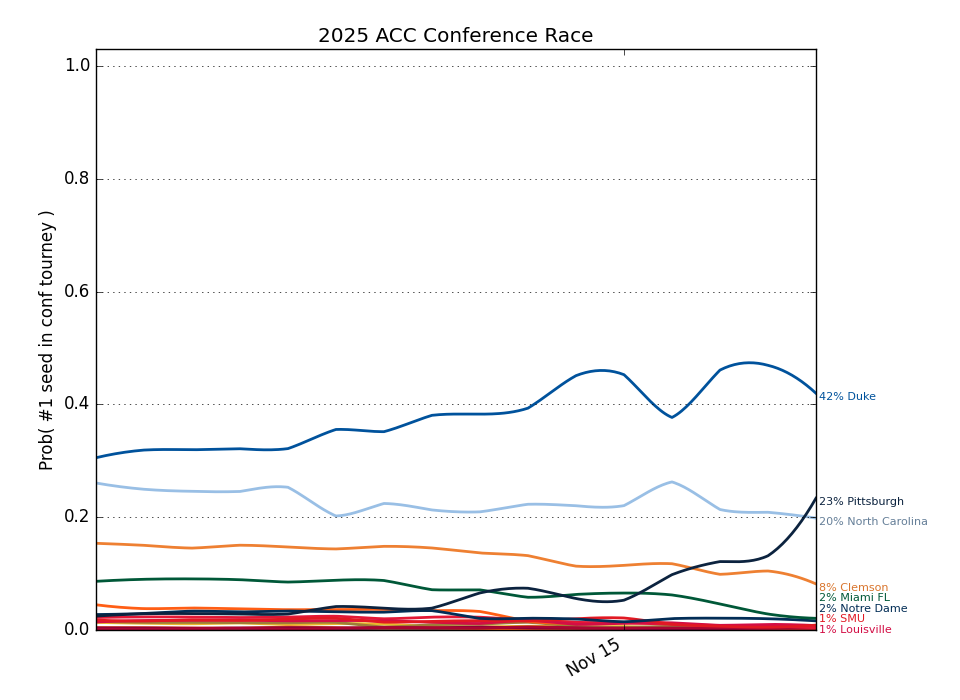 2025 ACC Conference Race
Prob( #1 seed in conf tourney )
1.0
0.8
0.6
0.4
0.2
0.0
42% Duke
23% Pittsburgh
20% North Carolina
8% Clemson
2% Miami FL
2% Notre Dame
1% SMU
1% Louisville
Nov 15